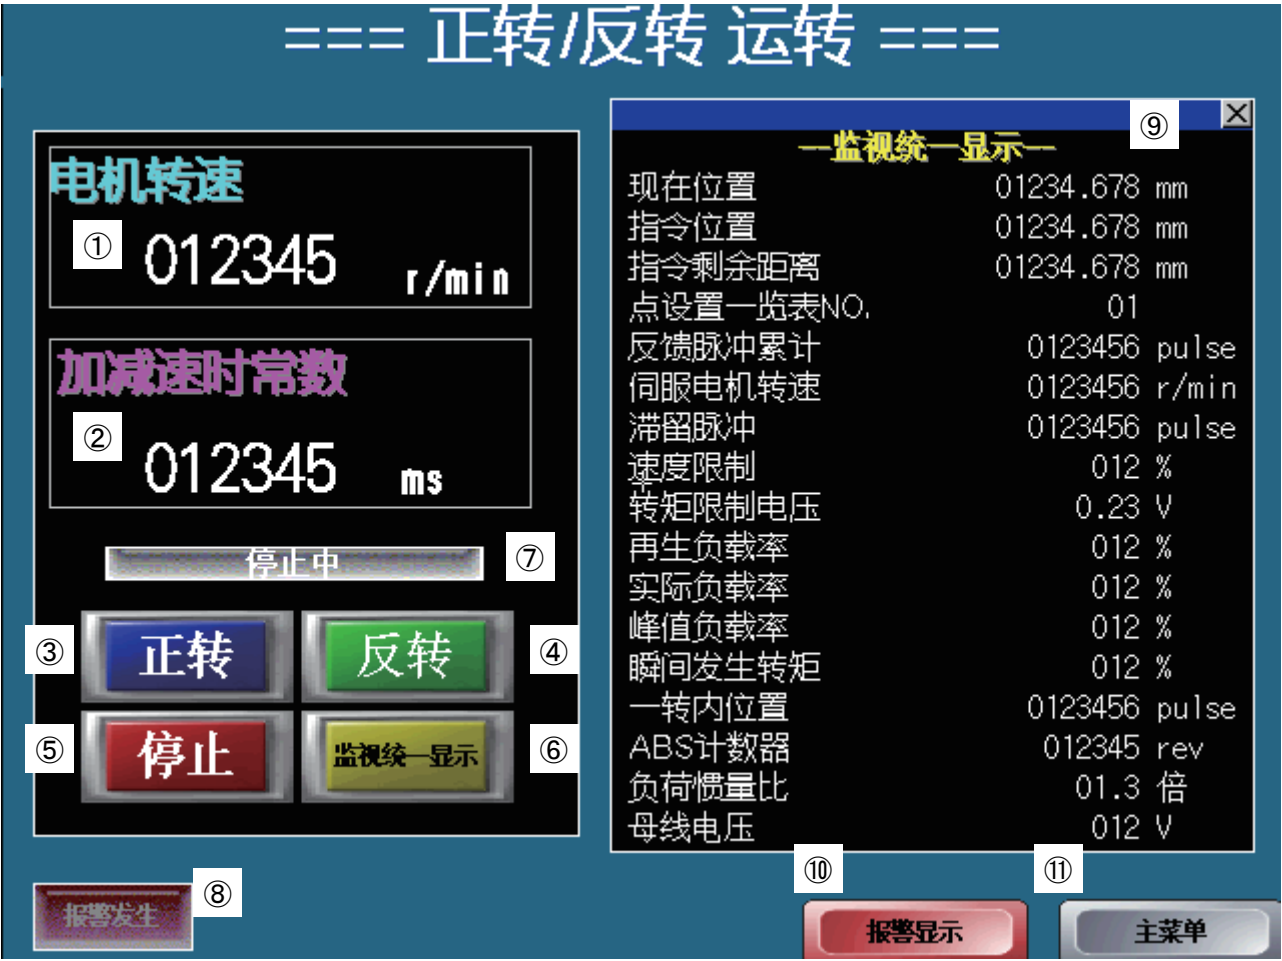 === 正转/反转 运转 ===
电机转速
① 012345 r/min
加减速时常数
② 012345 ms
停止中 ⑦
③ 正转 反转 ④
⑤ 停止 监视统一显示 ⑥
报警发生 ⑧
⑨
—监视统一显示—
现在位置 01234.678 mm
指令位置 01234.678 mm
指令剩余距离 01234.678 mm
点设置一览表NO. 01
反馈脉冲累计 0123456 pulse
伺服电机转速 0123456 r/min
滞留脉冲 0123456 pulse
速度限制 012 %
转矩限制电压 0.23 V
再生负载率 012 %
实际负载率 012 %
峰值负载率 012 %
瞬间发生转矩 012 %
一转内位置 0123456 pulse
ABS计数器 012345 rev
负荷惯量比 01.3 倍
母线电压 012 V
⑩ ⑪
报警显示 主菜单